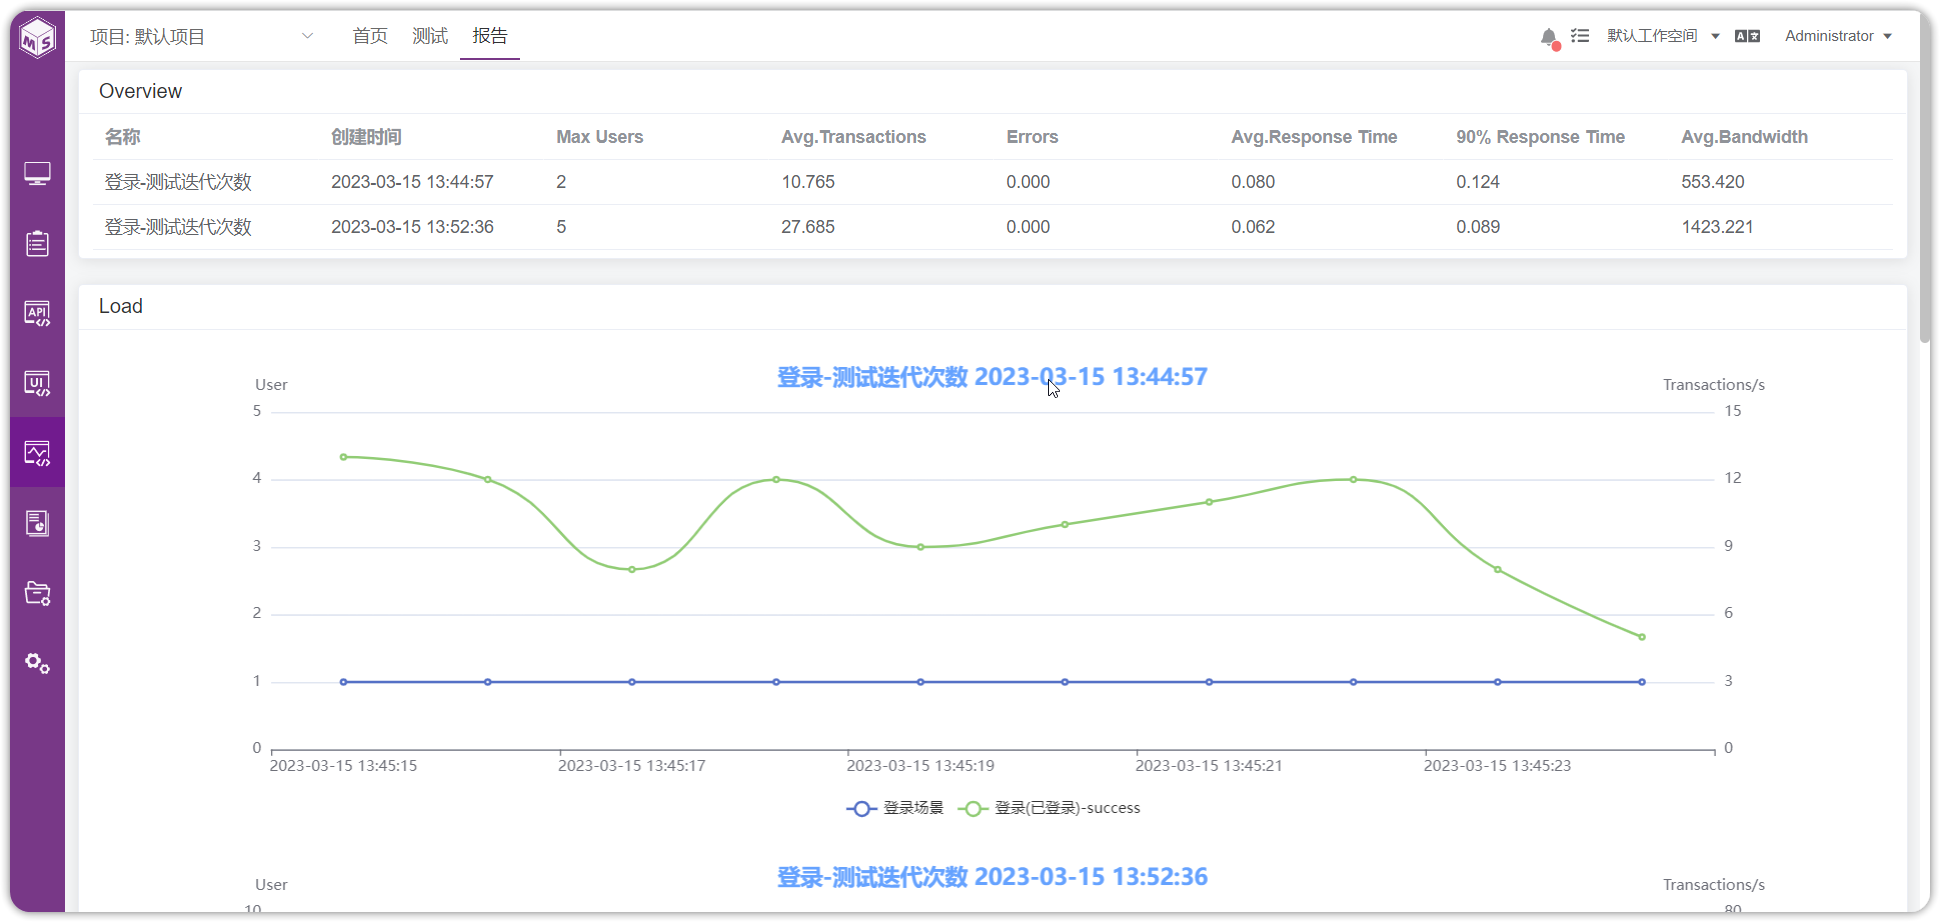 MS
项目: 默认项目 首页 测试 报告 默认工作空间 Administrator
Overview
名称 创建时间 Max Users Avg.Transactions Errors Avg.Response Time 90% Response Time Avg.Bandwidth
登录-测试迭代次数 2023-03-15 13:44:57 2 10.765 0.000 0.080 0.124 553.420
登录-测试迭代次数 2023-03-15 13:52:36 5 27.685 0.000 0.062 0.089 1423.221
API
UI
Load
登录-测试迭代次数 2023-03-15 13:44:57
User Transactions/s
5 15
4 12
3 9
2 6
1 3
0 0
2023-03-15 13:45:15 2023-03-15 13:45:17 2023-03-15 13:45:19 2023-03-15 13:45:21 2023-03-15 13:45:23
登录场景 登录(已登录)-success
登录-测试迭代次数 2023-03-15 13:52:36
User Transactions/s
10 80